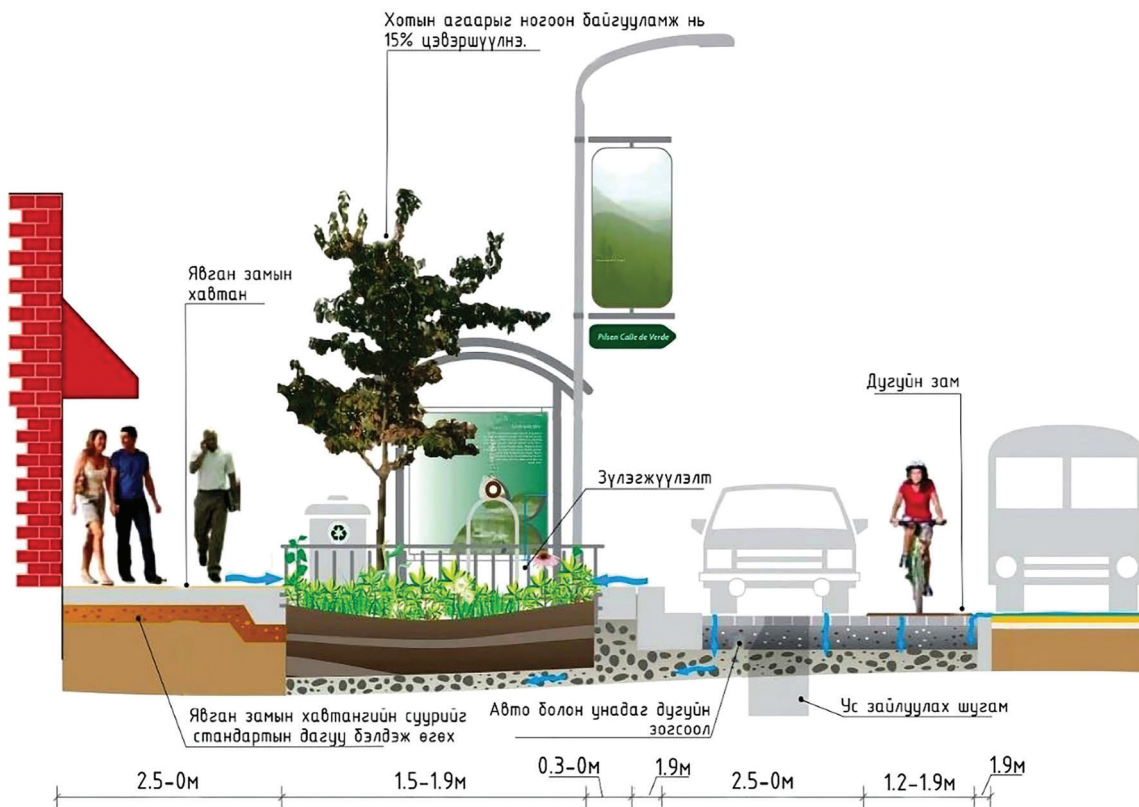 Хотын агаарыг ногоон байгууламж нь
15% цэвэршүүлнэ.
Явган замын
хавтан
Pilsen Calle de Verde
Дугуйн зам
Зүлэгжүүлэлт
Явган замын хавтангийн суурийг
стандартын дагуу бэлдэж өгөх
Авто болон унадаг дугуйн
зогсоол
Ус зайлуулах шугам
2.5-0м
1.5-1.9м
0.3-0м
1.9м
2.5-0м
1.2-1.9м
1.9м